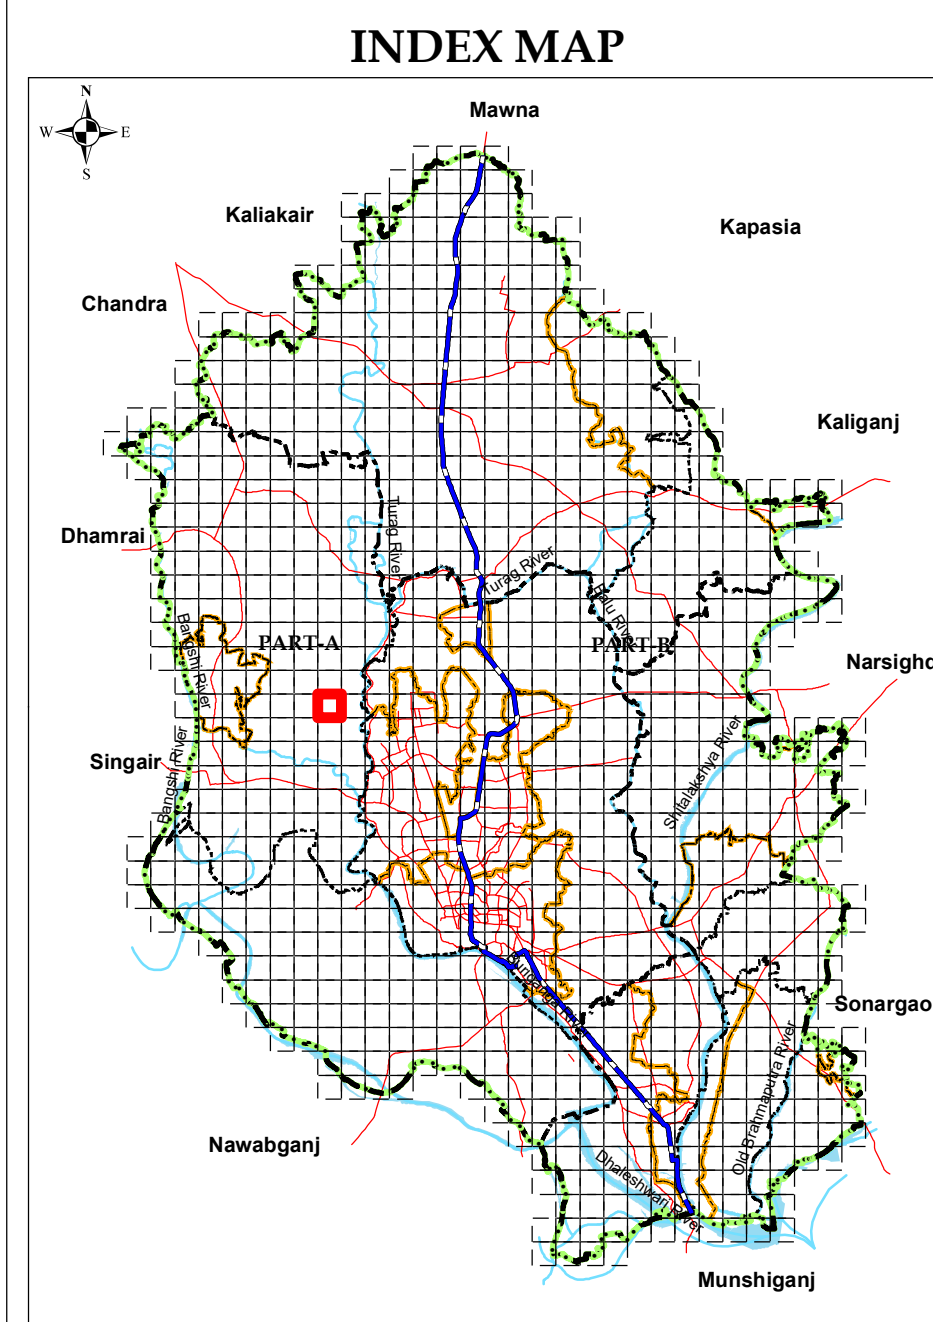 INDEX MAP
N
W E
S
Mawna
Kaliakair
Kapasia
Chandra
Kaliganj
Turag River
Dhamrai
Turag River
Balu River
Bangshi River
PART-A
PART-B
Narsighd
Shitalakshya River
Singair
Bangshi River
Buriganga River
Sonargao
Old Brahmaputra River
Nawabganj
Dhaleshwari River
Munshiganj